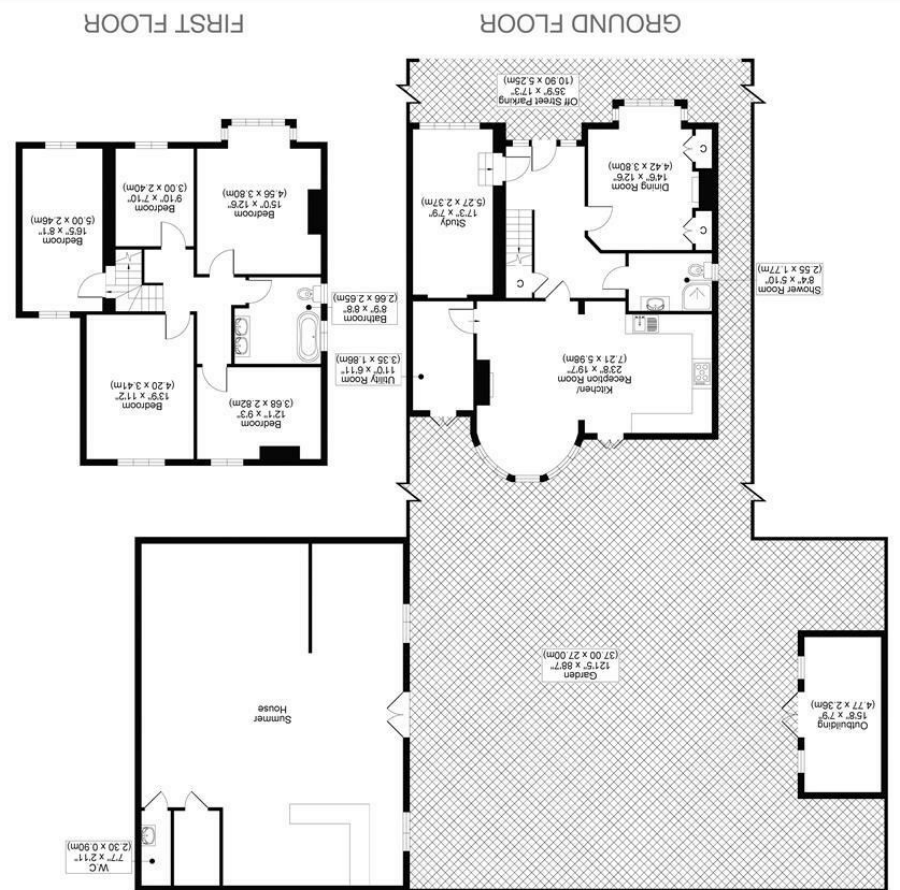 W.C
7'7" x 2'11"
(2.30 x 0.90m)
Outbuilding
15'8" x 7'9"
(4.77 x 2.36m)
Summer
House
Garden
121'5" x 88'7"
(37.00 x 27.00m)
Kitchen/
Reception Room
23'8" x 19'7"
(7.21 x 5.98m)
Utility Room
11'0" x 6'11"
(3.35 x 1.86m)
Shower Room
8'4" x 5'10"
(2.55 x 1.77m)
C
C
Dining Room
14'6" x 12'6"
(4.42 x 3.80m)
C
Study
17'3" x 7'9"
(5.27 x 2.37m)
Off Street Parking
35'9" x 17'3"
(10.90 x 5.25m)
GROUND FLOOR
Bedroom
12'1" x 9'3"
(3.68 x 2.82m)
Bedroom
13'9" x 11'2"
(4.20 x 3.41m)
Bathroom
8'9" x 8'8"
(2.66 x 2.65m)
Bedroom
15'0" x 12'6"
(4.56 x 3.80m)
Bedroom
9'10" x 7'10"
(3.00 x 2.40m)
Bedroom
16'5" x 8'1"
(5.00 x 2.46m)
FIRST FLOOR